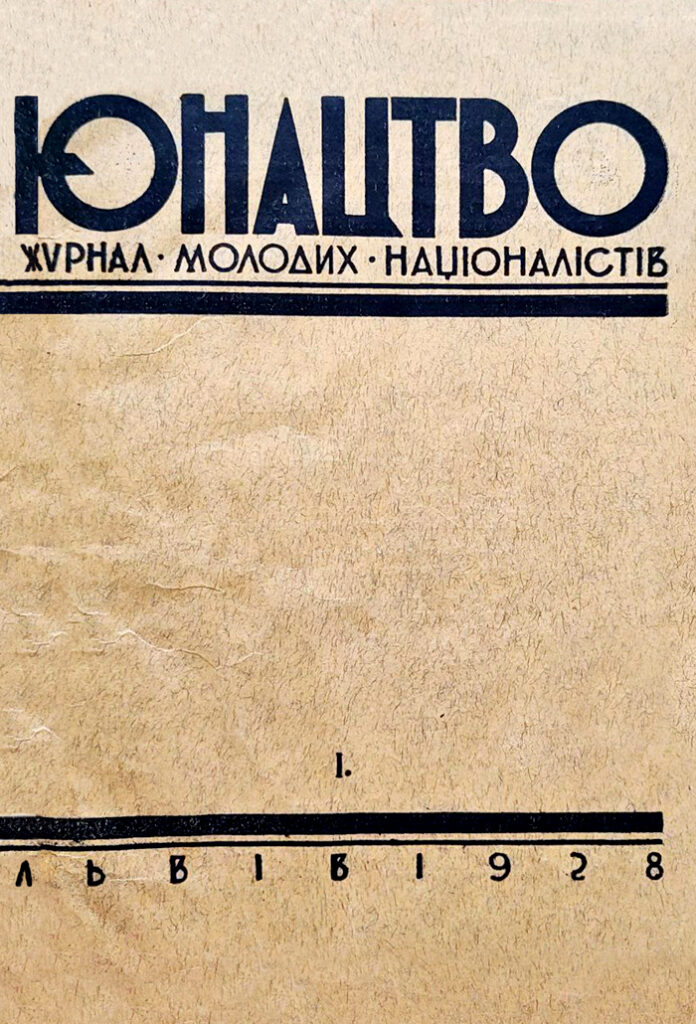 ЮНАЦТВО
ЖУРНАЛ · МОЛОДИХ · НАЦІОНАЛІСТІВ
І.
ЛЬВІВ 1928